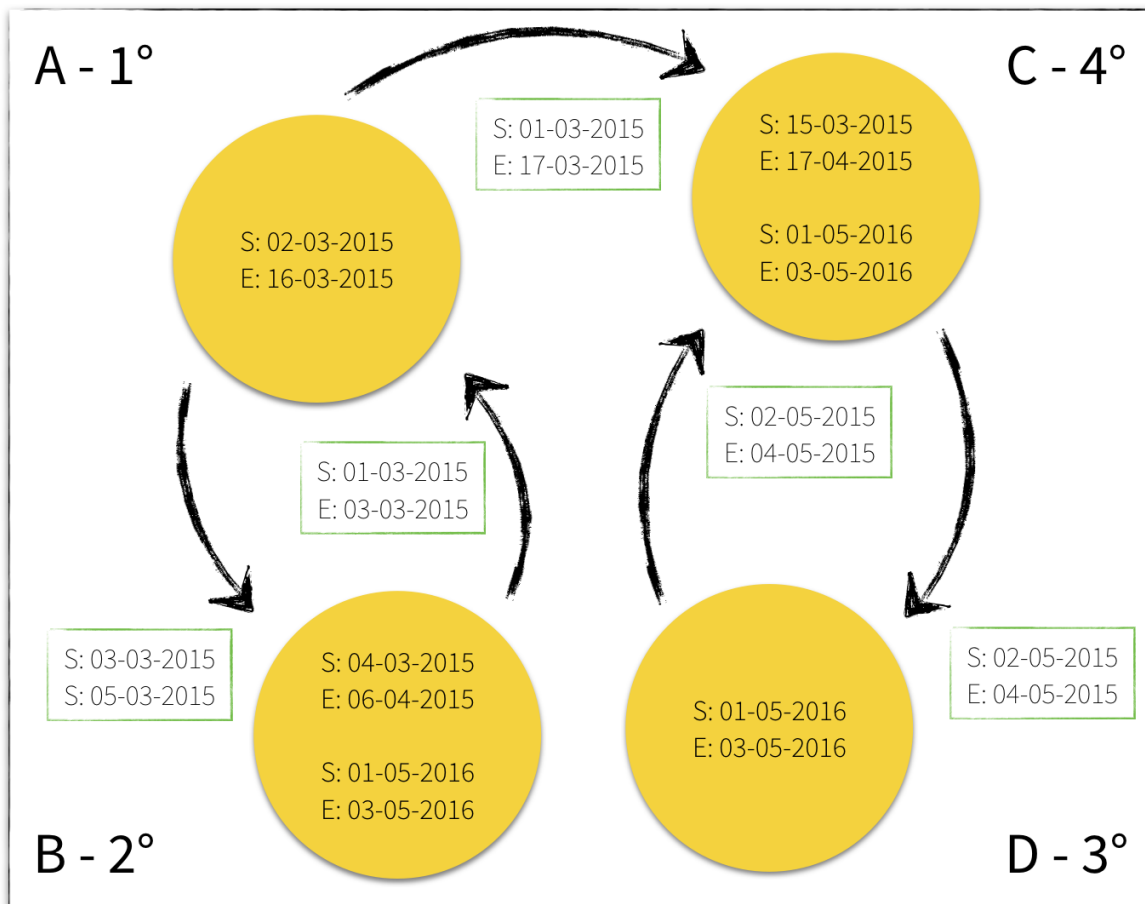 A - 1°
C - 4°
S: 01-03-2015
E: 17-03-2015
S: 15-03-2015
E: 17-04-2015
S: 01-05-2016
E: 03-05-2016
S: 02-03-2015
E: 16-03-2015
S: 02-05-2015
E: 04-05-2015
S: 01-03-2015
E: 03-03-2015
S: 03-03-2015
S: 05-03-2015
S: 04-03-2015
E: 06-04-2015
S: 01-05-2016
E: 03-05-2016
S: 01-05-2016
E: 03-05-2016
S: 02-05-2015
E: 04-05-2015
B - 2°
D - 3°